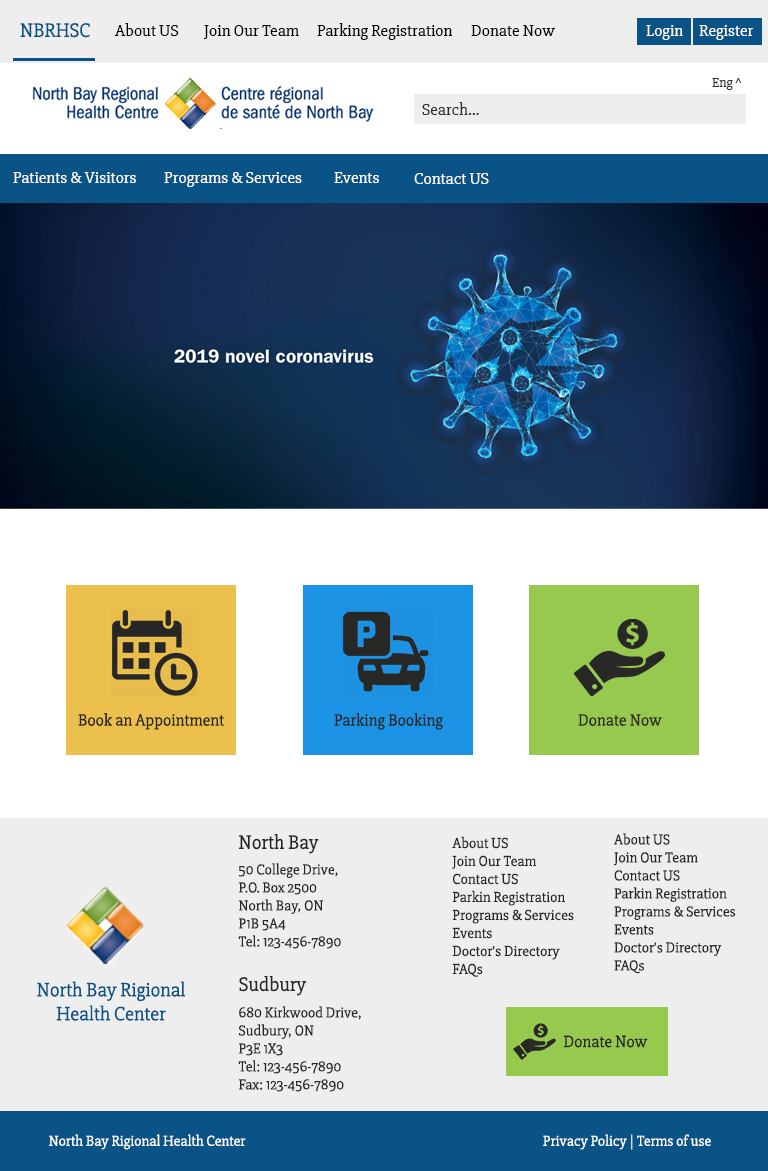 NBRHSC About US Join Our Team Parking Registration Donate Now Login Register
North Bay Regional
Health Centre
Centre régional
de santé de North Bay
Eng ^
Search...
Patients & Visitors Programs & Services Events Contact US
2019 novel coronavirus
P
$
Book an Appointment Parking Booking Donate Now
North Bay Rigional
Health Center
North Bay
50 College Drive,
P.O. Box 2500
North Bay, ON
P1B 5A4
Tel: 123-456-7890
Sudbury
680 Kirkwood Drive,
Sudbury, ON
P3E 1X3
Tel: 123-456-7890
Fax: 123-456-7890
About US
Join Our Team
Contact US
Parkin Registration
Programs & Services
Events
Doctor's Directory
FAQs
About US
Join Our Team
Contact US
Parkin Registration
Programs & Services
Events
Doctor's Directory
FAQs
$ Donate Now
North Bay Rigional Health Center
Privacy Policy | Terms of use